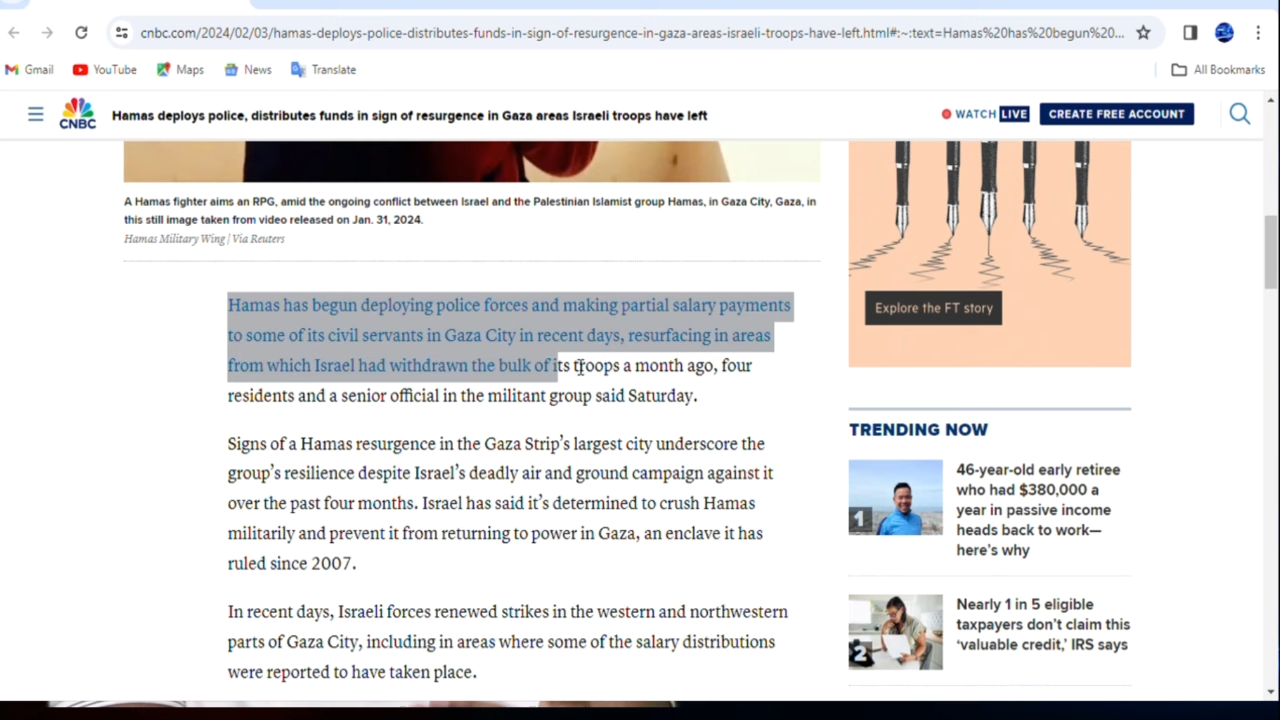 cnbc.com/2024/02/03/hamas-deploys-police-distributes-funds-in-sign-of-resurgence-in-gaza-areas-israeli-troops-have-left.html#:~:text=Hamas%20has%20begun%20...
Gmail YouTube Maps News Translate All Bookmarks
CNBC
Hamas deploys police, distributes funds in sign of resurgence in Gaza areas Israeli troops have left
WATCH LIVE
CREATE FREE ACCOUNT
A Hamas fighter aims an RPG, amid the ongoing conflict between Israel and the Palestinian Islamist group Hamas, in Gaza City, Gaza, in
this still image taken from video released on Jan. 31, 2024.
Hamas Military Wing | Via Reuters
Hamas has begun deploying police forces and making partial salary payments
to some of its civil servants in Gaza City in recent days, resurfacing in areas
from which Israel had withdrawn the bulk of its troops a month ago, four
residents and a senior official in the militant group said Saturday.
Signs of a Hamas resurgence in the Gaza Strip's largest city underscore the
group's resilience despite Israel's deadly air and ground campaign against it
over the past four months. Israel has said it's determined to crush Hamas
militarily and prevent it from returning to power in Gaza, an enclave it has
ruled since 2007.
In recent days, Israeli forces renewed strikes in the western and northwestern
parts of Gaza City, including in areas where some of the salary distributions
were reported to have taken place.
Explore the FT story
TRENDING NOW
1
46-year-old early retiree
who had $380,000 a
year in passive income
heads back to work—
here's why
2
Nearly 1 in 5 eligible
taxpayers don't claim this
'valuable credit,' IRS says